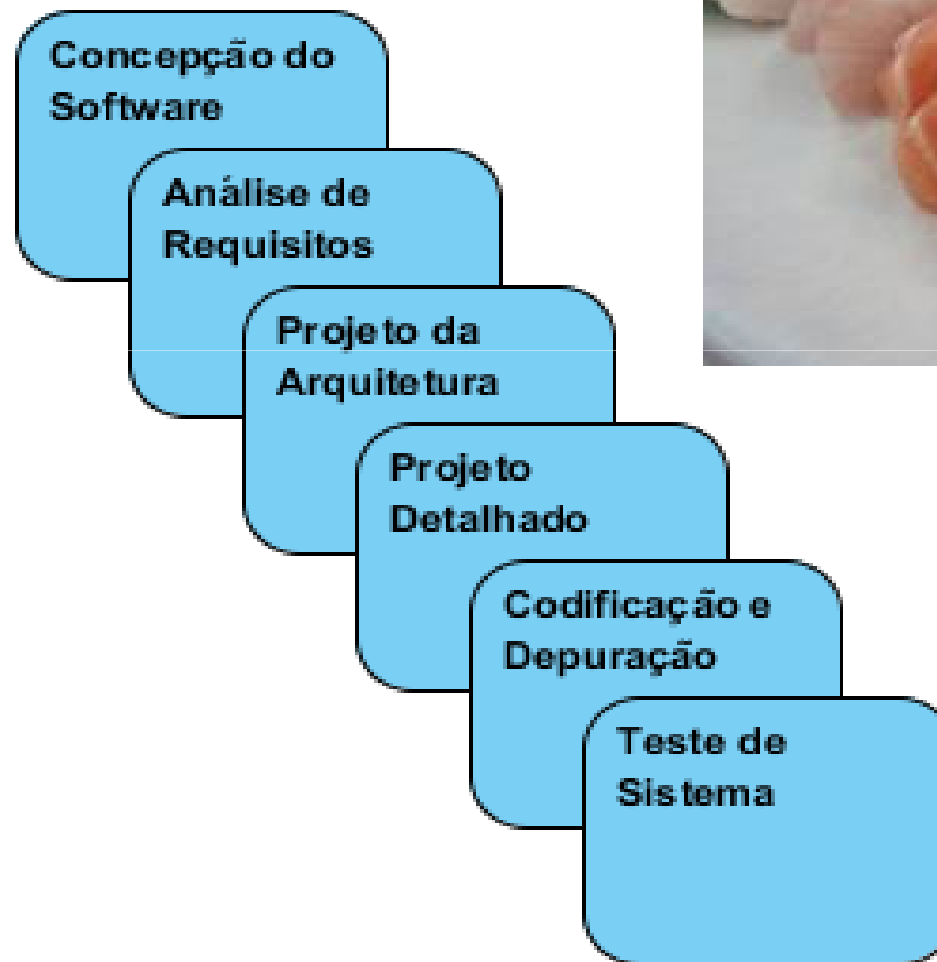 Concepção do
Software
Análise de
Requisitos
Projeto da
Arquitetura
Projeto
Detalhado
Codificação e
Depuração
Teste de
Sistema